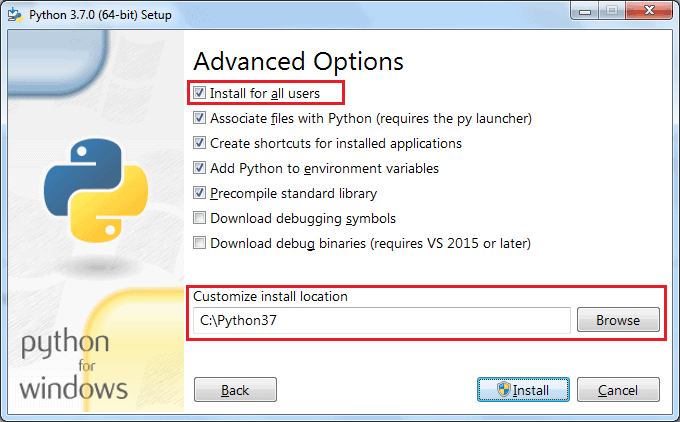 Python 3.7.0 (64-bit) Setup
Advanced Options
Install for all users
Associate files with Python (requires the py launcher)
Create shortcuts for installed applications
Add Python to environment variables
Precompile standard library
Download debugging symbols
Download debug binaries (requires VS 2015 or later)
Customize install location
C:\Python37
Browse
python
for
windows
Back
Install
Cancel